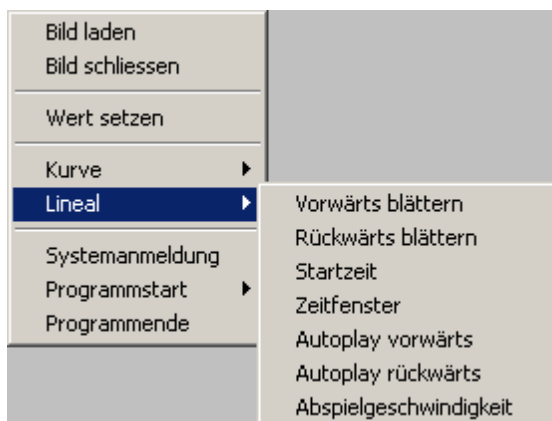 Bild laden
Bild schliessen
Wert setzen
Kurve
Lineal
Systemanmeldung
Programmstart
Programmende
Vorwärts blättern
Rückwärts blättern
Startzeit
Zeitfenster
Autoplay vorwärts
Autoplay rückwärts
Abspielgeschwindigkeit